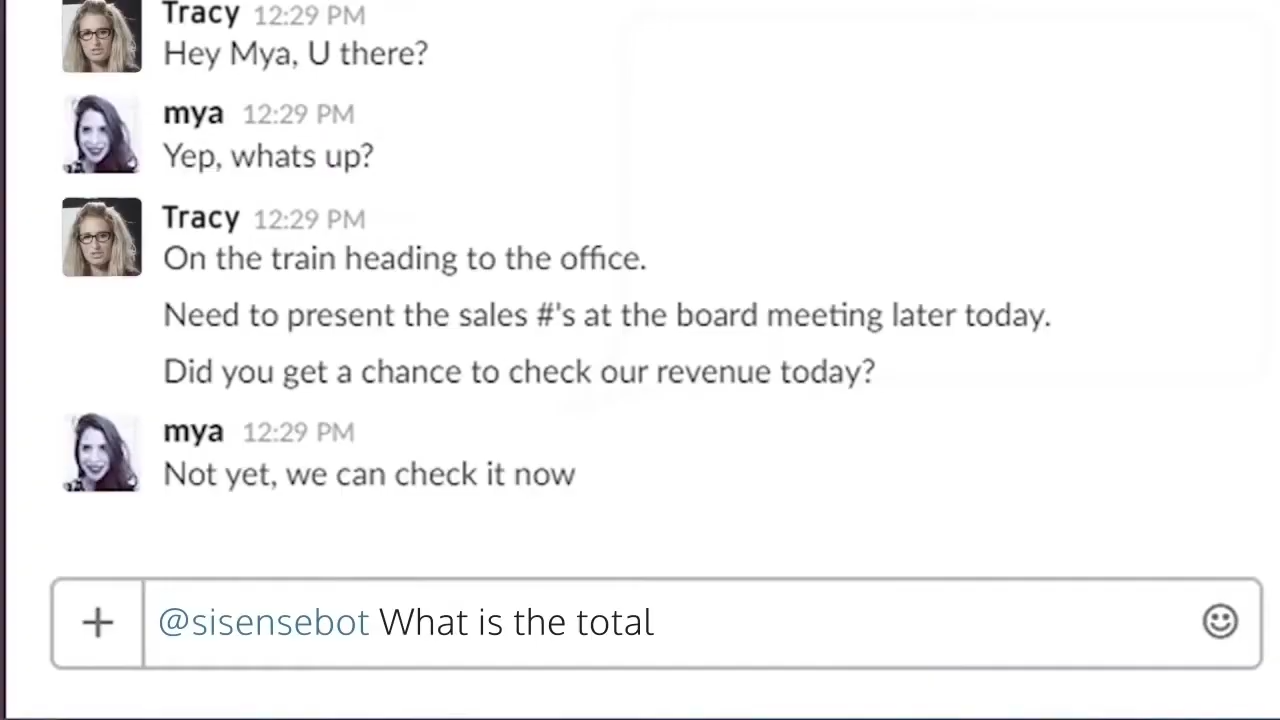 Tracy 12:29 PM
Hey Mya, U there?
mya 12:29 PM
Yep, whats up?
Tracy 12:29 PM
On the train heading to the office.
Need to present the sales #'s at the board meeting later today.
Did you get a chance to check our revenue today?
mya 12:29 PM
Not yet, we can check it now
@sisensebot What is the total